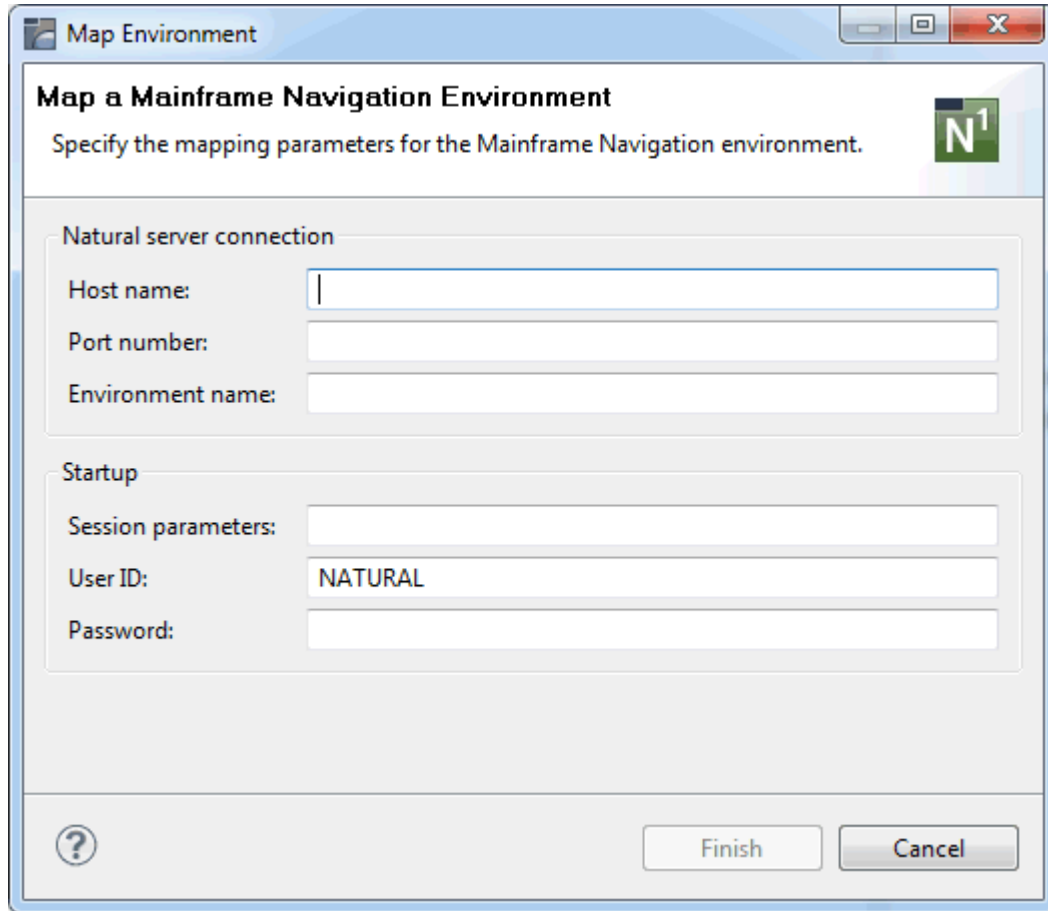 Map Environment
Map a Mainframe Navigation Environment
Specify the mapping parameters for the Mainframe Navigation environment.
N1
Natural server connection
Host name:
Port number:
Environment name:
Startup
Session parameters:
User ID: NATURAL
Password:
?
Finish Cancel